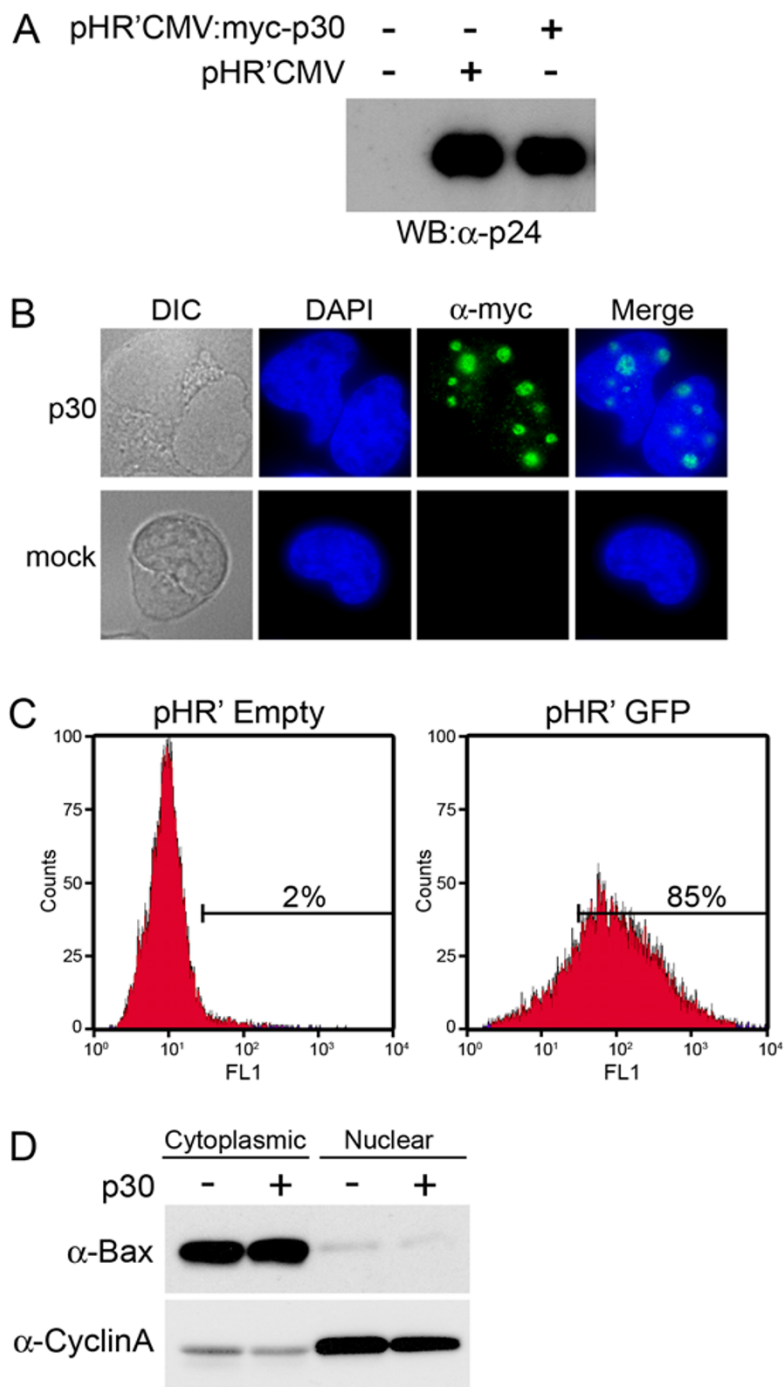 A
pHR'CMV:myc-p30 - - +
pHR'CMV - + -
WB:α-p24
B
DIC DAPI α-myc Merge
p30
mock
C
pHR' Empty pHR' GFP
100 100
75 75
Counts Counts
50 50
2% 85%
25 25
0 0
10⁰ 10¹ 10² 10³ 10⁴ 10⁰ 10¹ 10² 10³ 10⁴
FL1 FL1
D
Cytoplasmic Nuclear
p30 - + - +
α-Bax
α-CyclinA